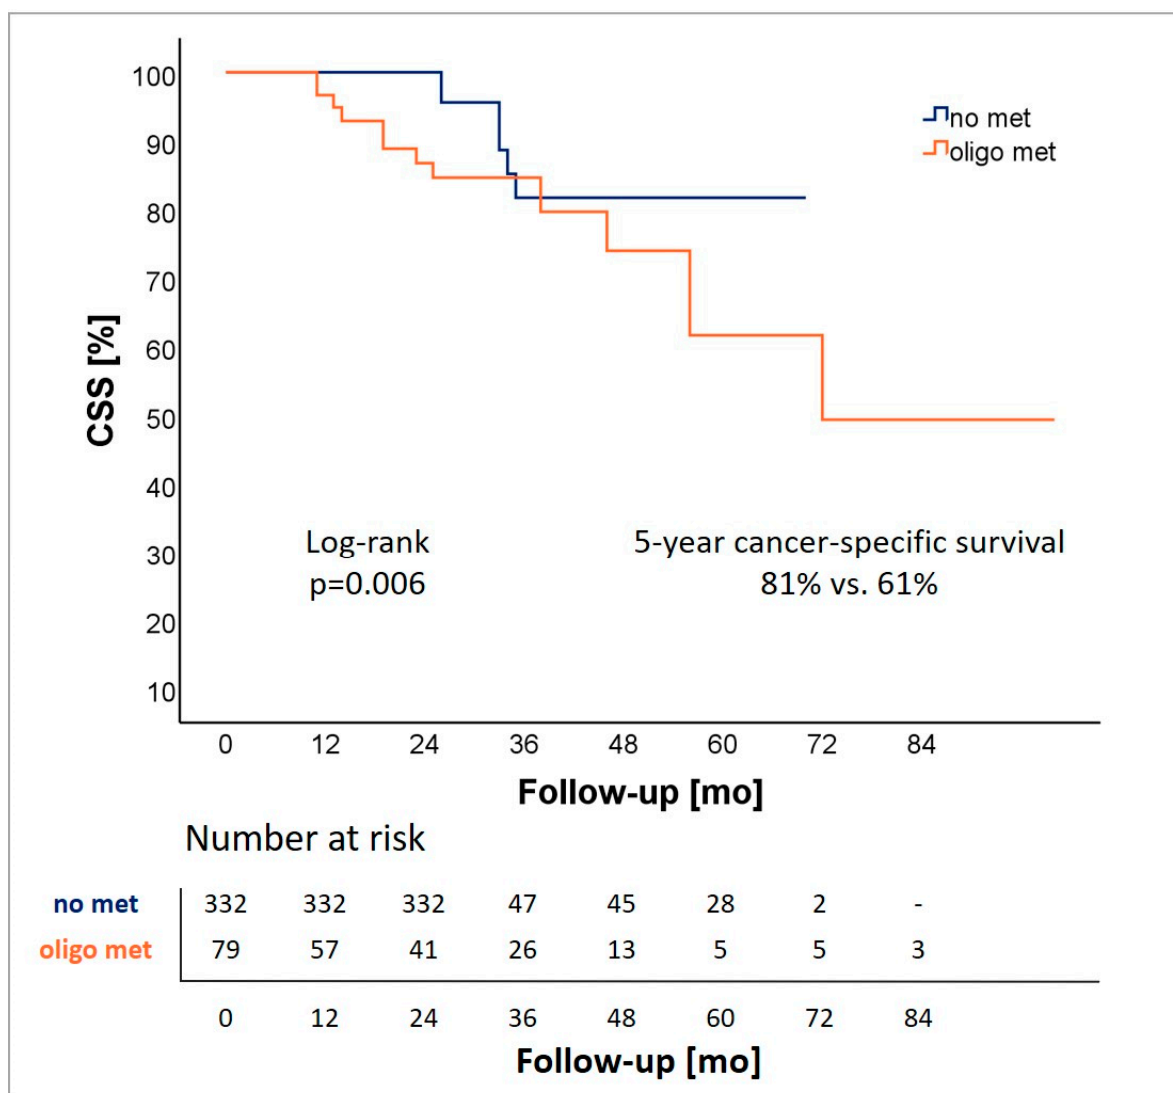 100
90
80
70
60
50
40
30
20
10
CSS [%]
no met
oligo met
Log-rank
p=0.006
5-year cancer-specific survival
81% vs. 61%
0 12 24 36 48 60 72 84
Follow-up [mo]
Number at risk
no met 332 332 332 47 45 28 2 -
oligo met 79 57 41 26 13 5 5 3
0 12 24 36 48 60 72 84
Follow-up [mo]